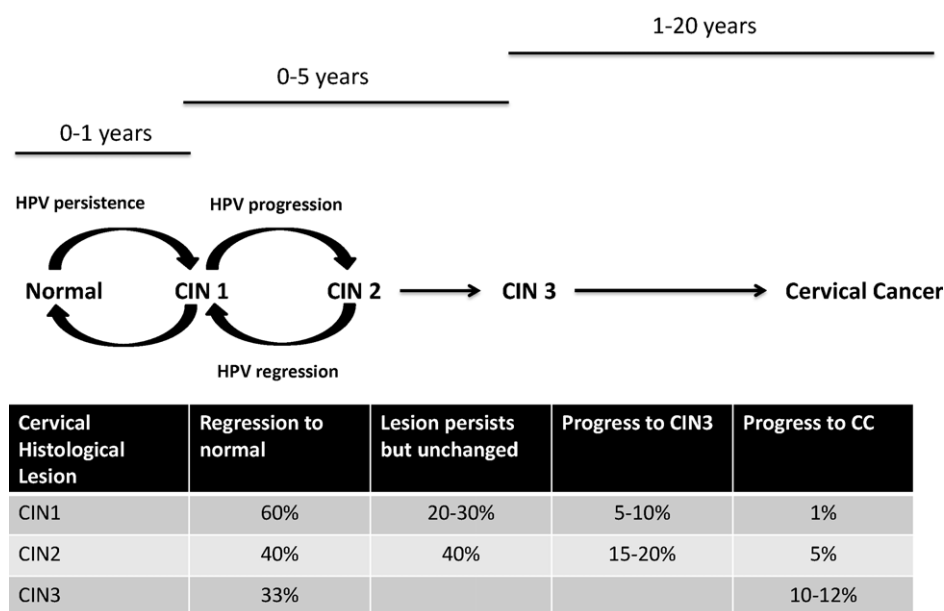 1-20 years
0-5 years
0-1 years
HPV persistence
HPV progression
Normal
CIN 1
CIN 2
CIN 3
Cervical Cancer
HPV regression
Cervical
Histological
Lesion
Regression to
normal
Lesion persists
but unchanged
Progress to CIN3
Progress to CC
CIN1
60%
20-30%
5-10%
1%
CIN2
40%
40%
15-20%
5%
CIN3
33%
10-12%